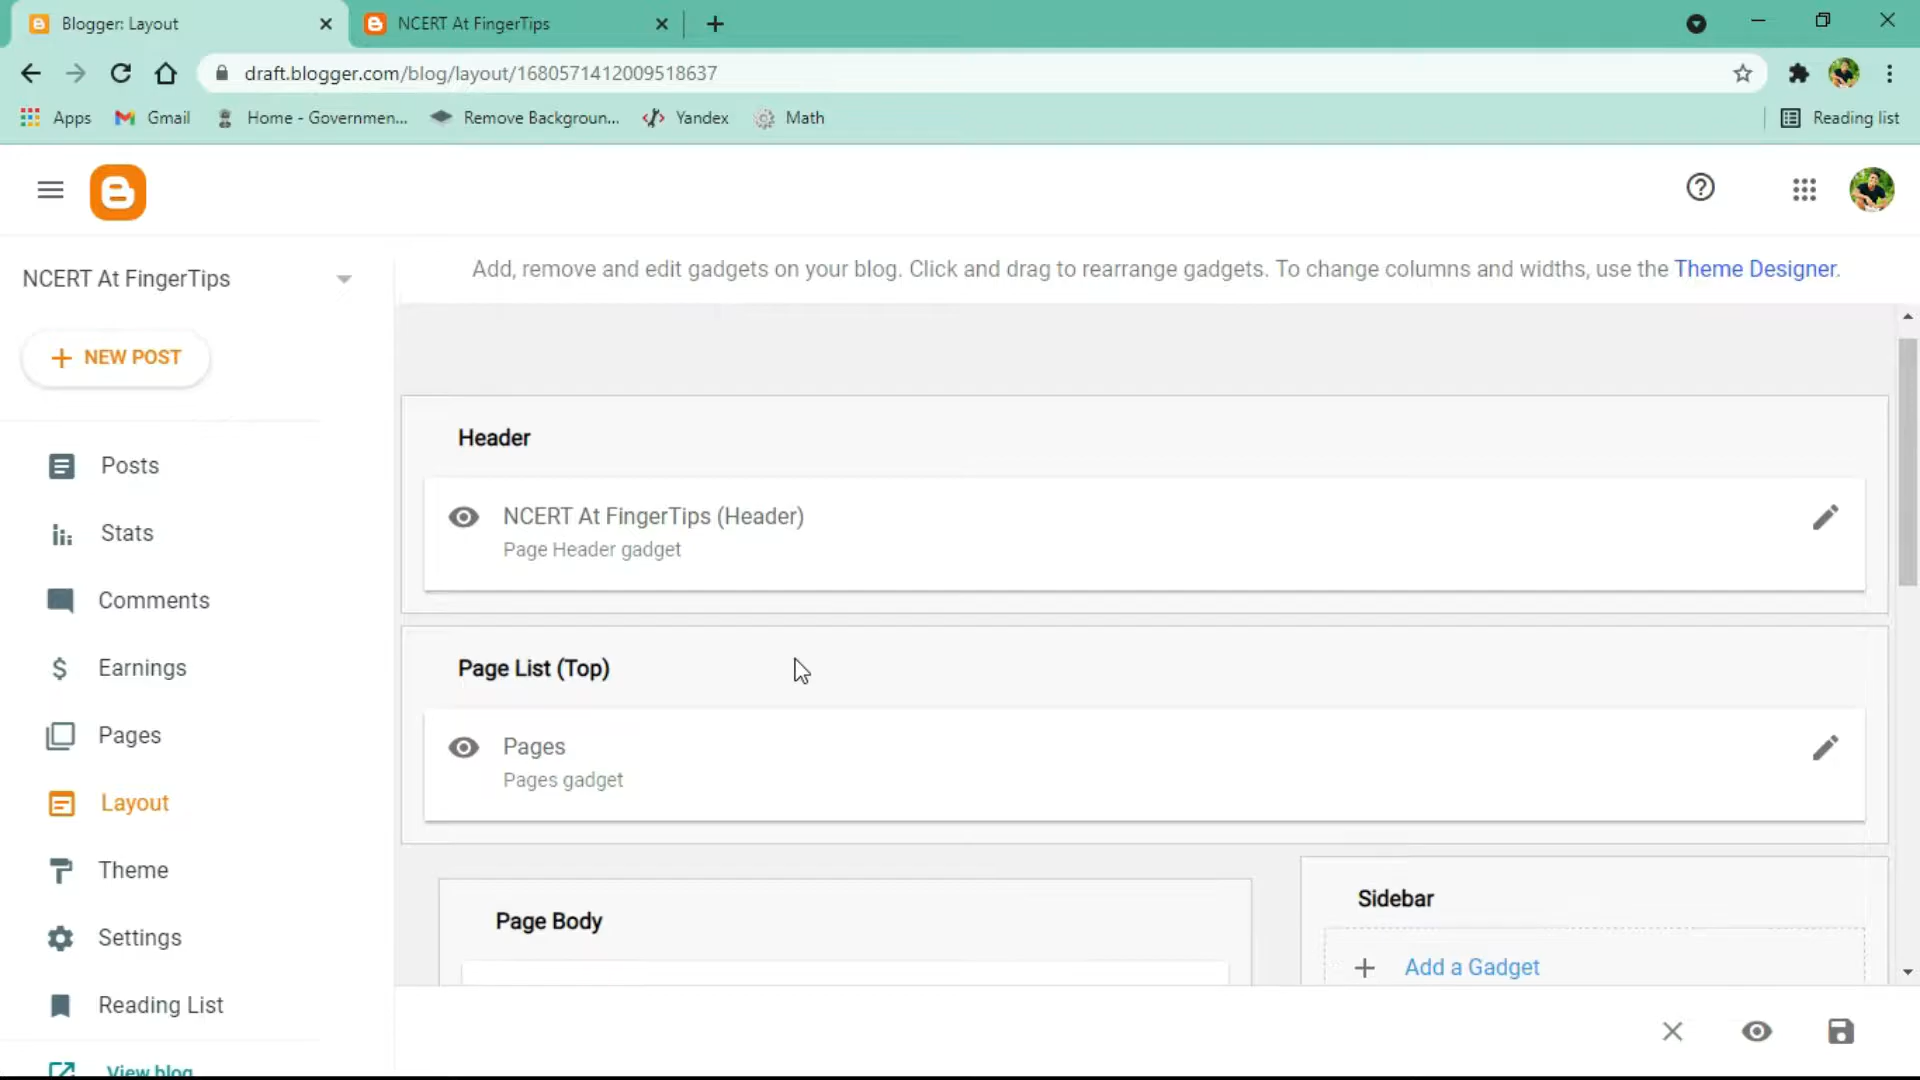 Blogger: Layout
NCERT At FingerTips
draft.blogger.com/blog/layout/1680571412009518637
Apps
Gmail
Home - Governmen...
Remove Backgroun...
Yandex
Math
Reading list
NCERT At FingerTips
Add, remove and edit gadgets on your blog. Click and drag to rearrange gadgets. To change columns and widths, use the Theme Designer.
NEW POST
Posts
Stats
Comments
Earnings
Pages
Layout
Theme
Settings
Reading List
View blog
Header
NCERT At FingerTips (Header)
Page Header gadget
Page List (Top)
Pages
Pages gadget
Page Body
Sidebar
Add a Gadget